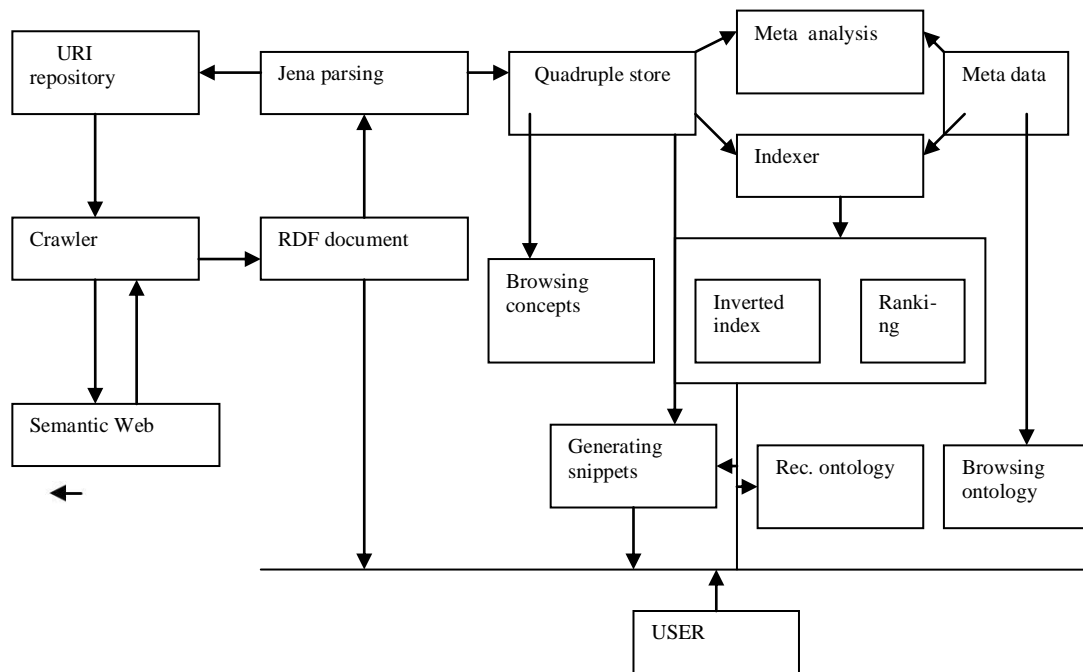 URI
repository
Jena parsing
Quadruple store
Meta analysis
Meta data
Indexer
Crawler
RDF document
Browsing
concepts
Inverted
index
Ranki-
ng
Semantic Web
Generating
snippets
Rec. ontology
Browsing
ontology
USER